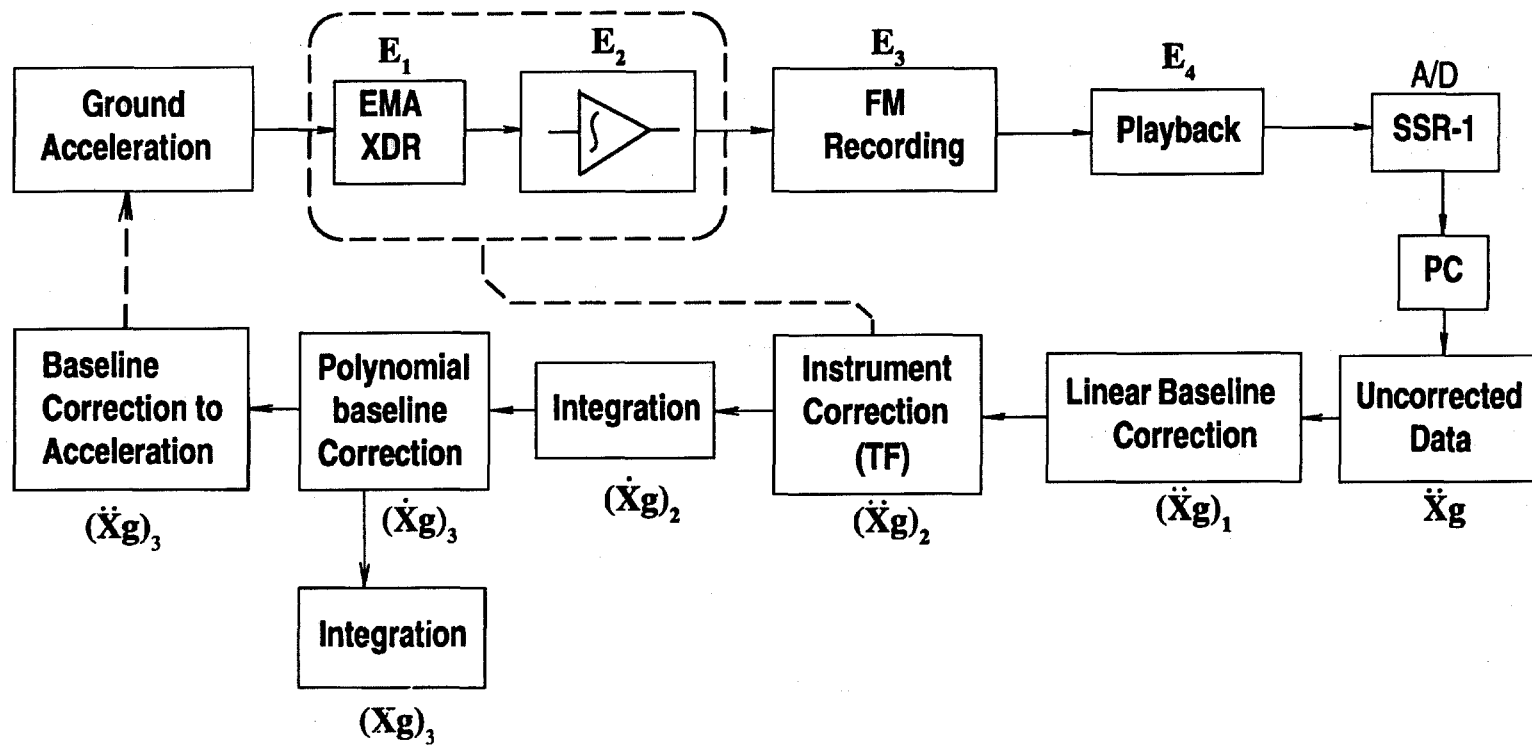 E₁
E₂
E₃
E₄
A/D
Ground
Acceleration
EMA
XDR
∫
FM
Recording
Playback
SSR-1
PC
Baseline
Correction to
Acceleration
(Ẍg)₃
Polynomial
baseline
Correction
(Ẋg)₃
Integration
(Ẋg)₂
Instrument
Correction
(TF)
(Ẍg)₂
Linear Baseline
Correction
(Ẍg)₁
Uncorrected
Data
Ẍg
Integration
(Xg)₃